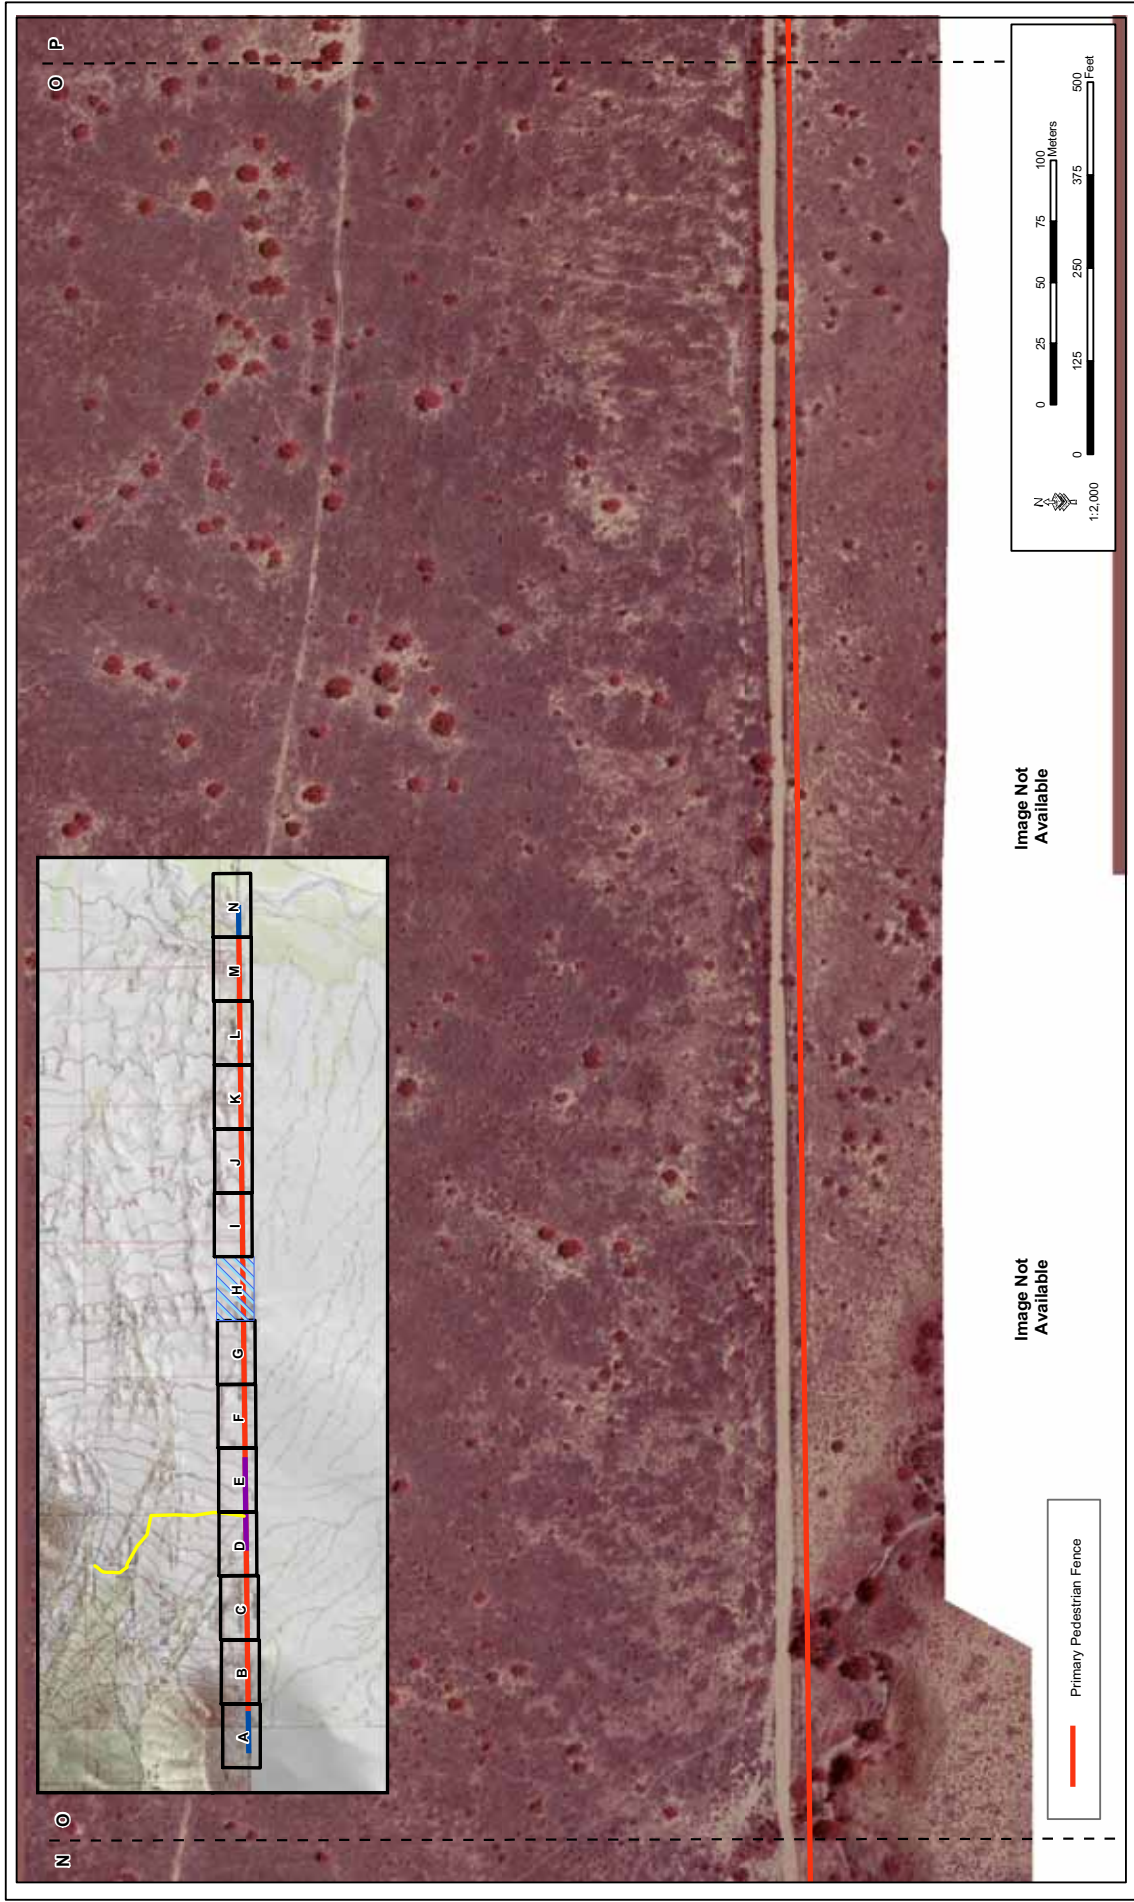 N O
O P
A B C D E F G H I J K L M N
Image Not
Available
Image Not
Available
Primary Pedestrian Fence
N
1:2,000
0 25 50 75 100
Meters
0 125 250 375 500
Feet